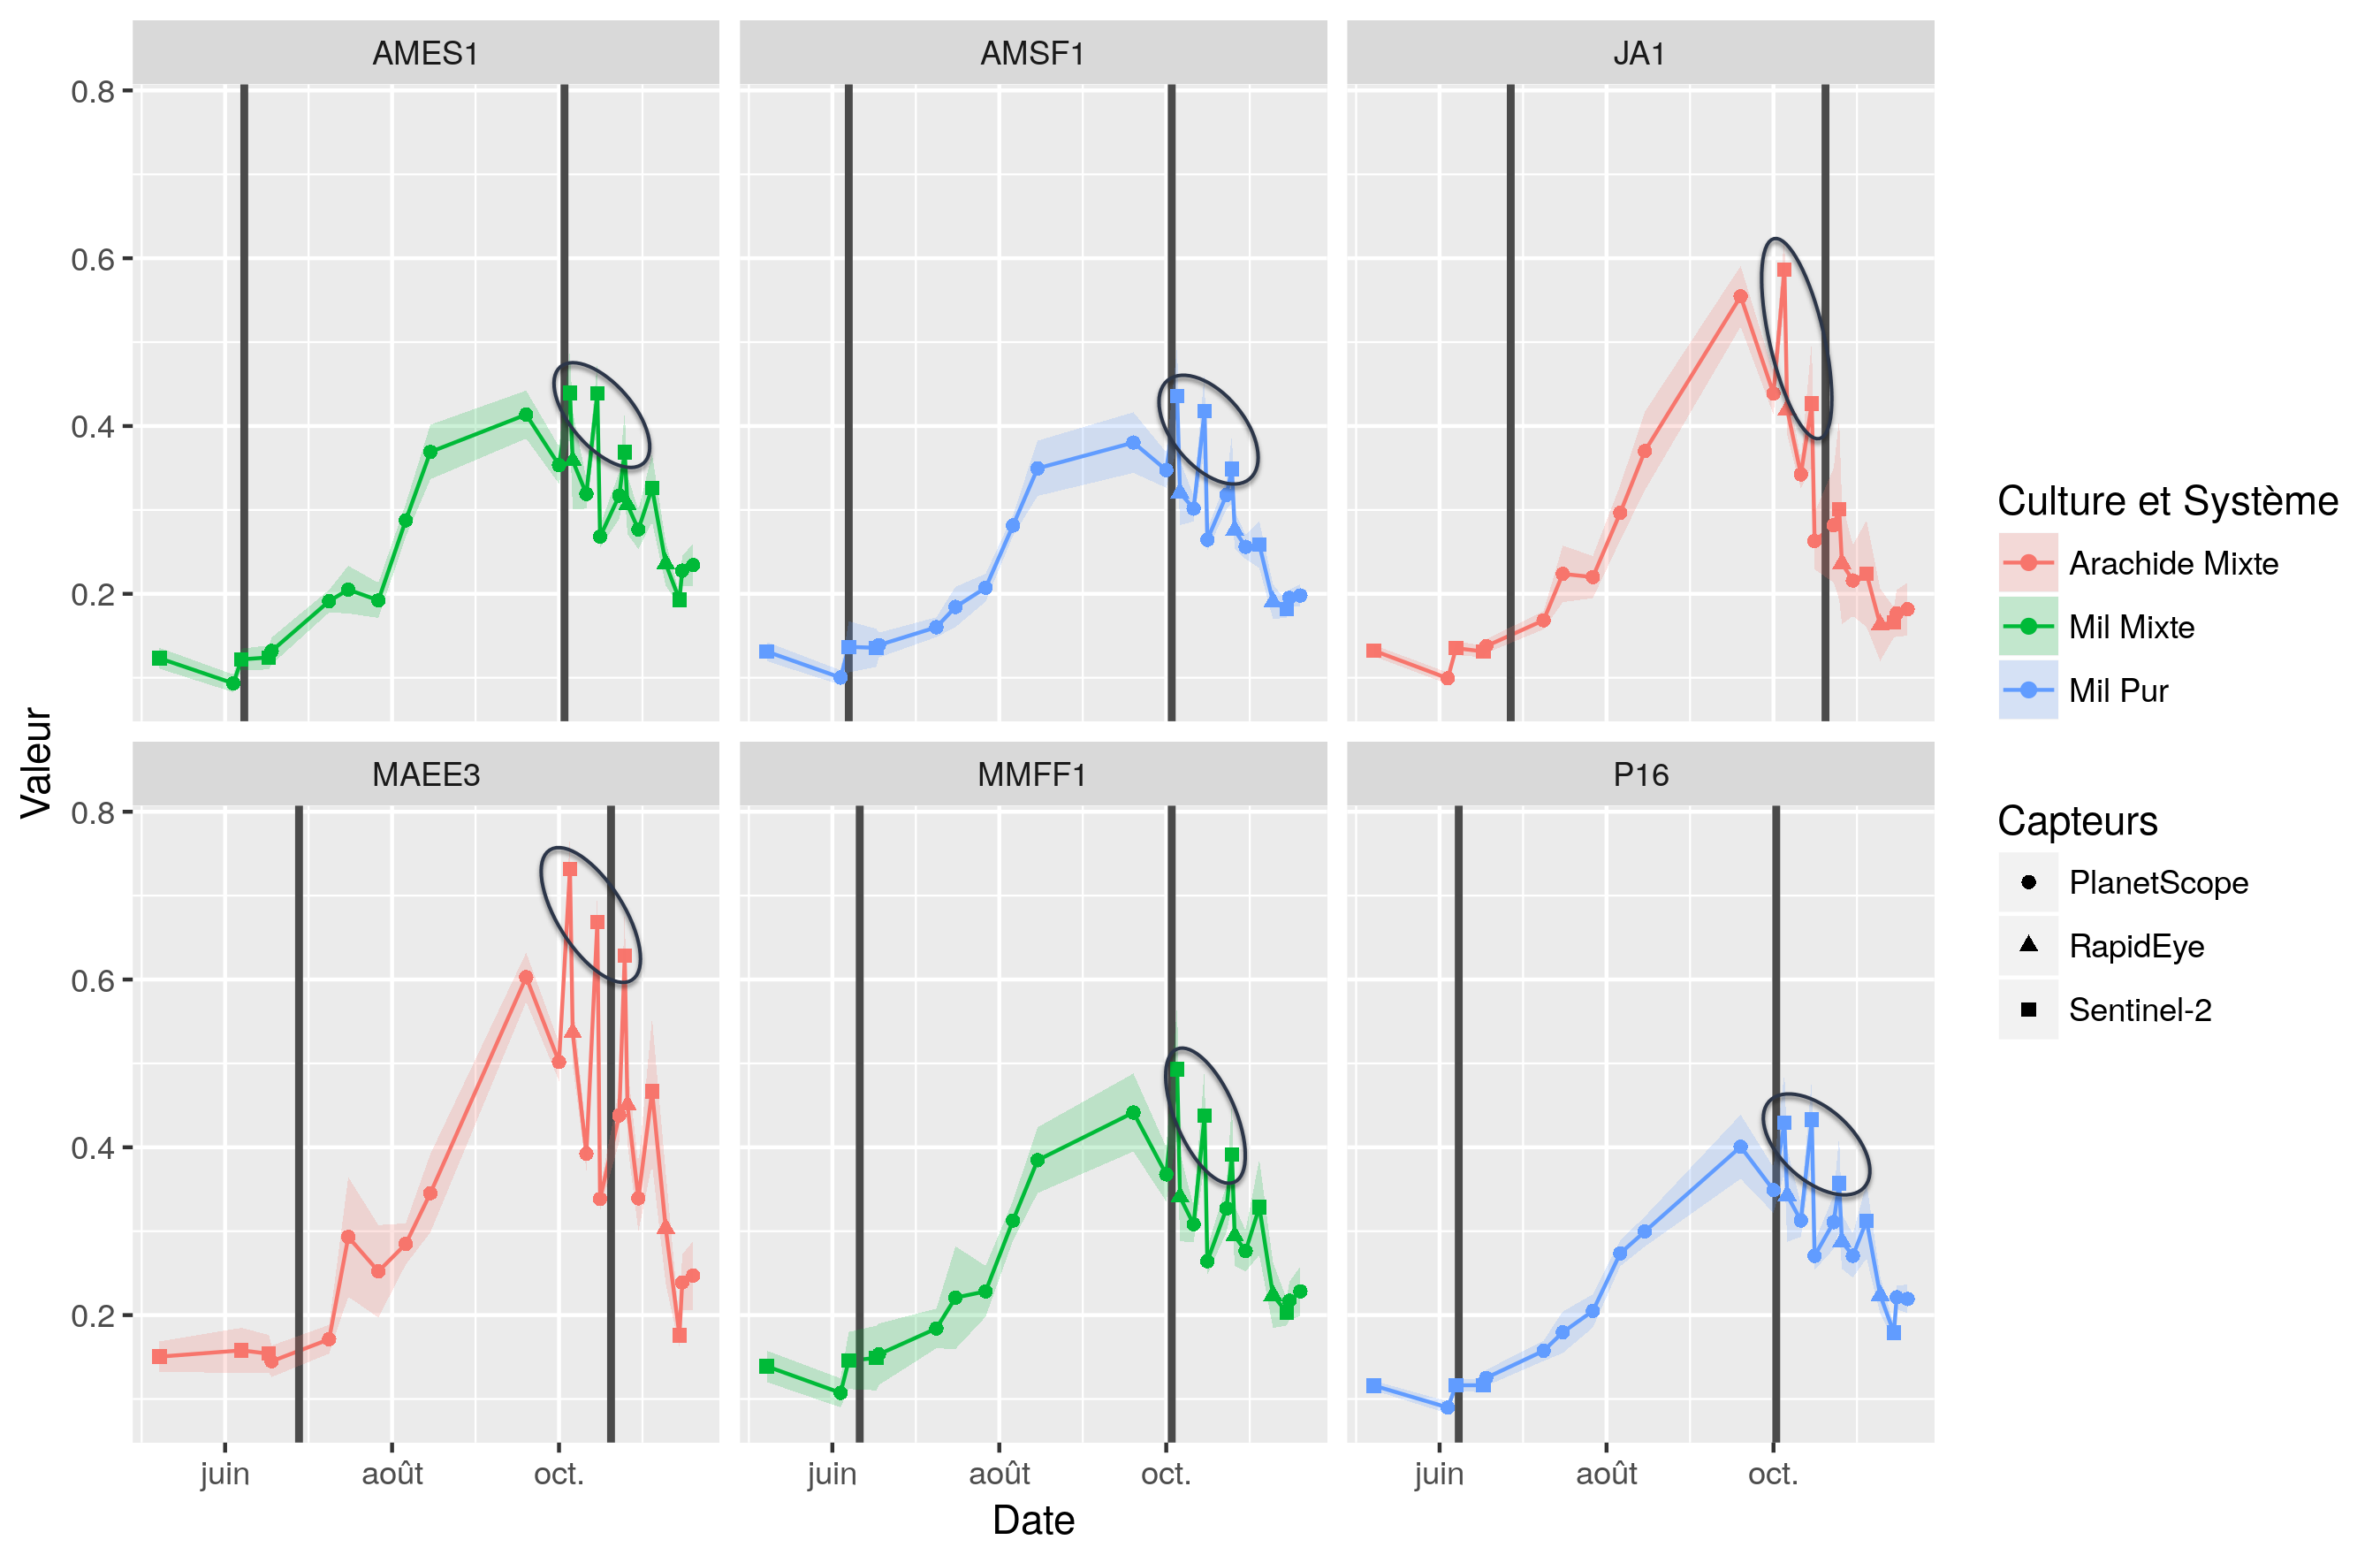 AMES1 AMSF1 JA1
0.8
0.6
0.4
0.2
MAEE3 MMFF1 P16
0.8
0.6
0.4
0.2
juin août oct. juin août oct. juin août oct.
Date
Valeur
Culture et Système
Arachide Mixte
Mil Mixte
Mil Pur
Capteurs
PlanetScope
RapidEye
Sentinel-2